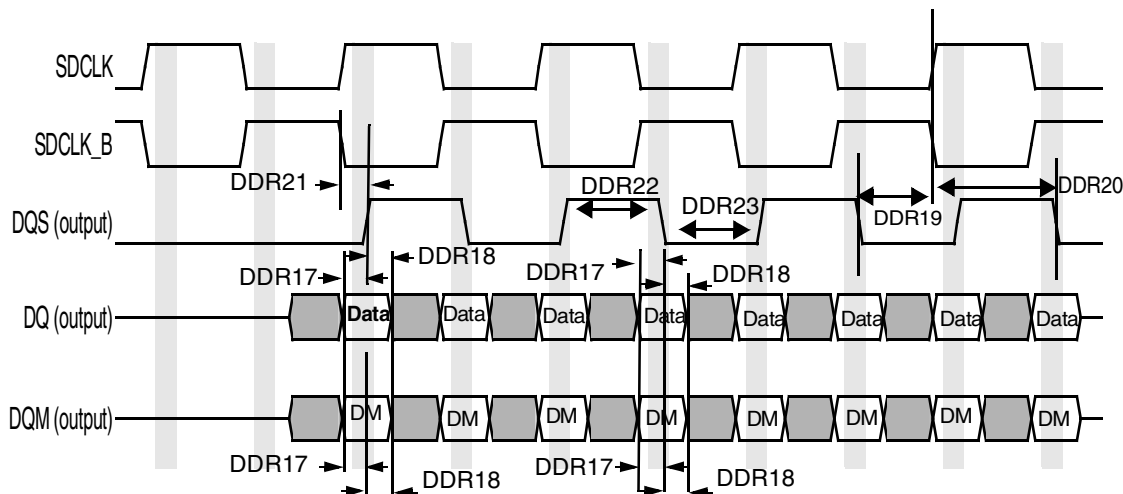 SDCLK
SDCLK_B
DDR21
DDR22
DDR23
DDR19
DDR20
DQS (output)
DDR17
DDR18
DDR17
DDR18
DQ (output)
Data Data Data Data Data Data Data Data
DQM (output)
DM DM DM DM DM DM DM DM
DDR17
DDR18
DDR17
DDR18